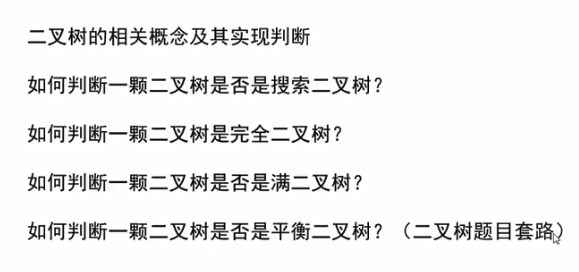 二叉树的相关概念及其实现判断
如何判断一颗二叉树是否是搜索二叉树？
如何判断一颗二叉树是完全二叉树？
如何判断一颗二叉树是否是满二叉树？
如何判断一颗二叉树是否是平衡二叉树？（二叉树题目套路）